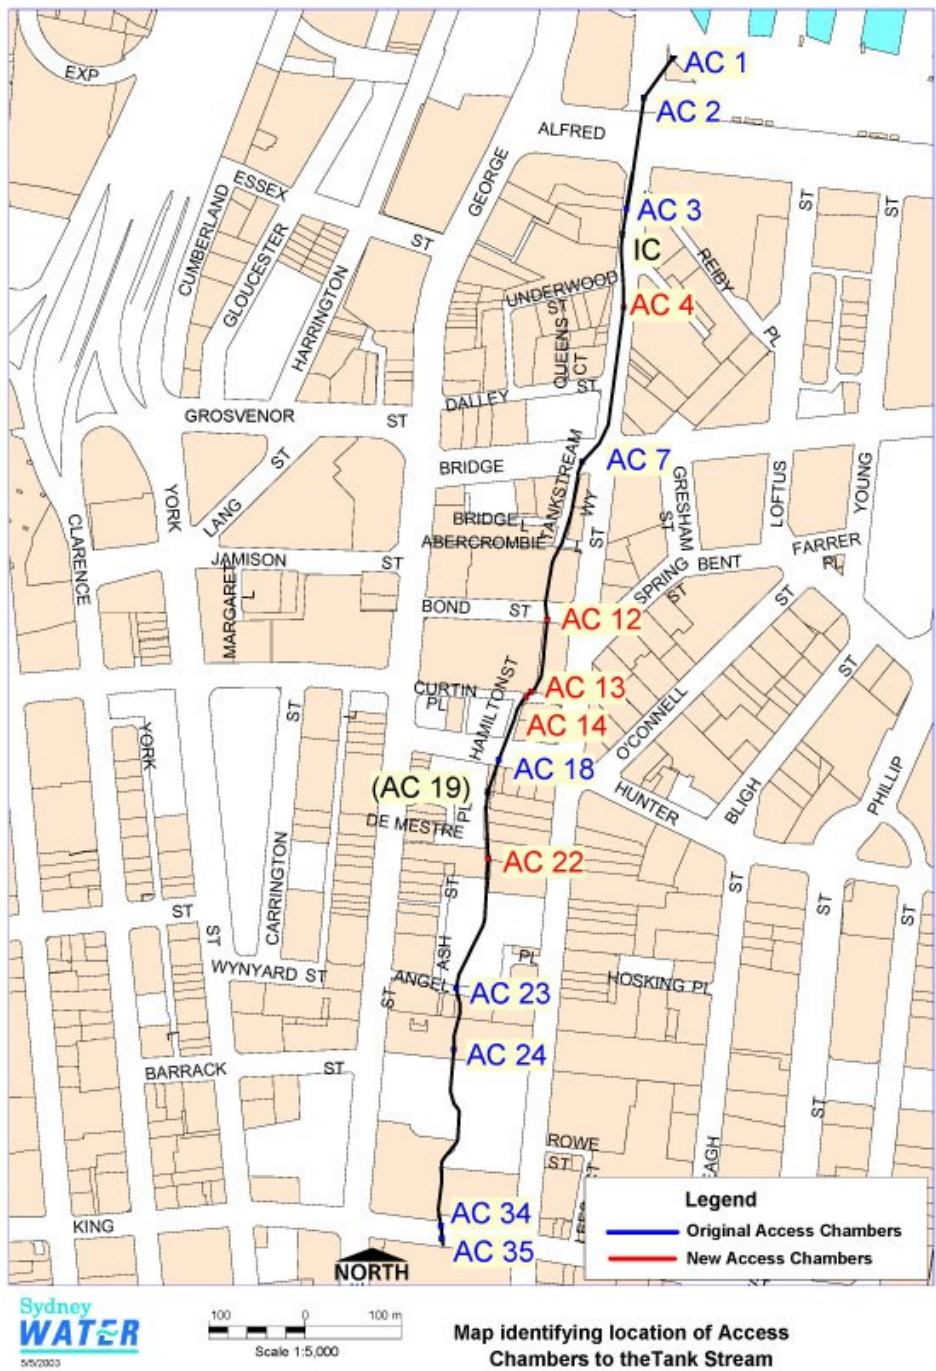 EXP
AC 1
AC 2
ALFRED
ESSEX
ST
CUMBERLAND
GLOUCESTER
HARRINGTON
GEORGE
AC 3
IC
REIBY
PL
ST
ST
UNDERWOOD
ST
AC 4
QUEENS
CT
DALLEY
ST
GROSVENOR
ST
LANG
ST
YORK
CLARENCE
BRIDGE
TANKSTREAM
WY
ST
AC 7
GRESHAM
ST
LOFTUS
YOUNG
BRIDGE L
ABERCROMBIE L
JAMISON
ST
MARGARET
L
SPRING
ST
BENT
ST
FARRER
PL
BOND
ST
AC 12
CURTIN
PL
HAMILTON ST
AC 13
AC 14
O'CONNELL
ST
YORK
ST
L
(AC 19)
AC 18
HUNTER
BLIGH
PHILLIP
DE MESTRE
PL
AC 22
ST
ST
ST
CARRINGTON
ST
ST
ASH
ST
WYNYARD ST
ANGEL
PL
ST
AC 23
HOSKING PL
L
BARRACK
ST
AC 24
ROWE
ST
ST
EAGH
KING
AC 34
AC 35
NORTH
Legend
Original Access Chambers
New Access Chambers
ST
Sydney
WATER
5/5/2003
100 0 100 m
Scale 1:5,000
Map identifying location of Access
Chambers to theTank Stream